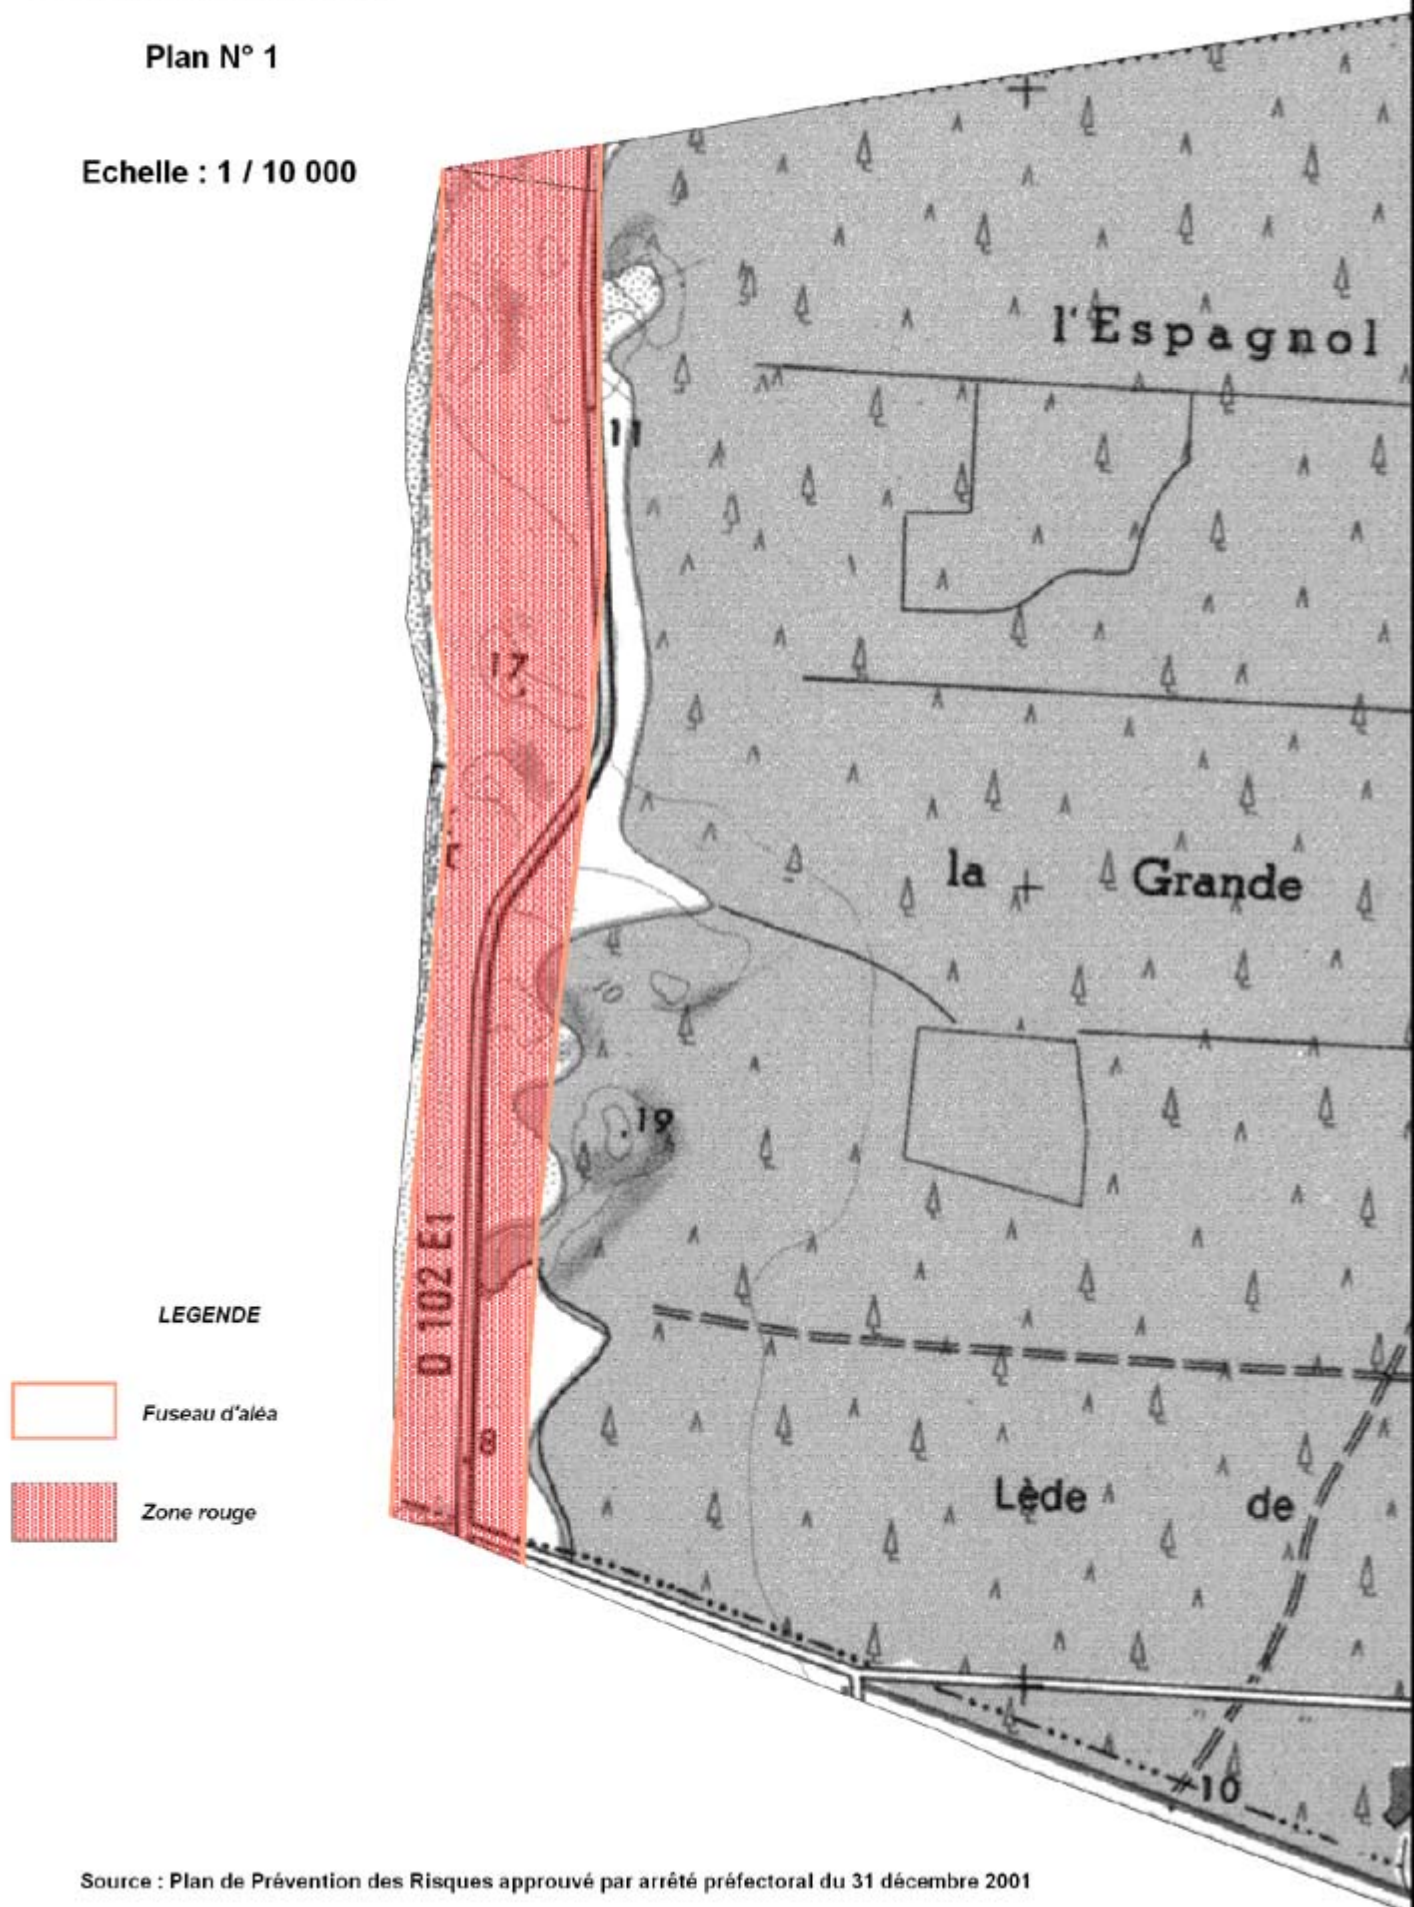 Plan N° 1
Echelle : 1 / 10 000
l'Espagnol
11
17
la Grande
19
D 102 E1
LEGENDE
Fuseau d'aléa
8
Lède de
Zone rouge
10
Source : Plan de Prévention des Risques approuvé par arrêté préfectoral du 31 décembre 2001